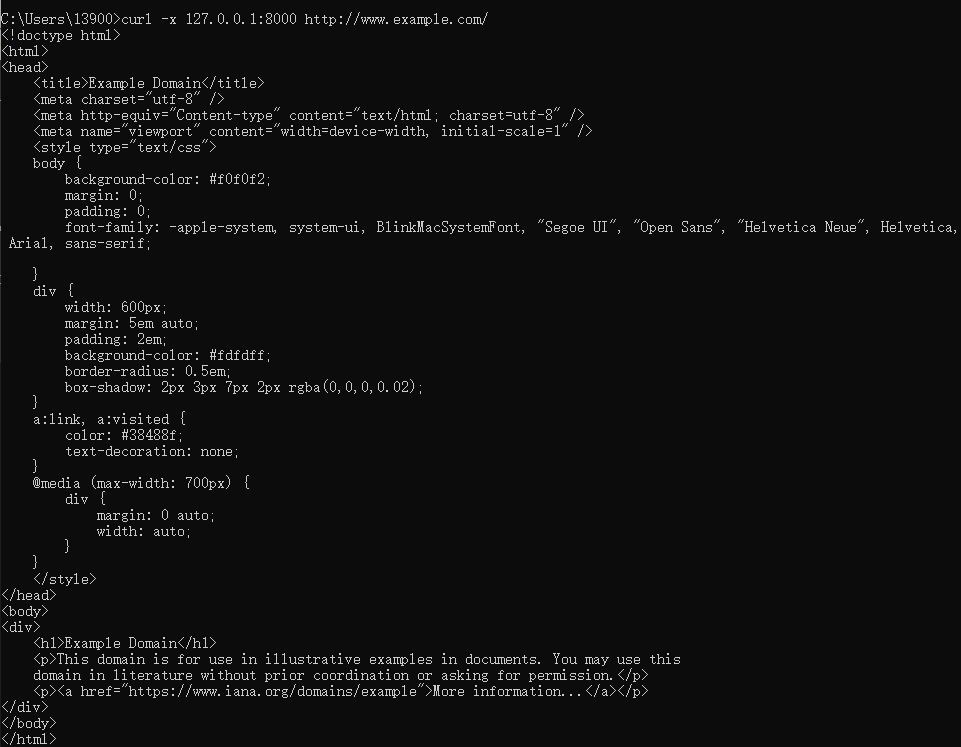 C:\Users\13900>curl -x 127.0.0.1:8000 http://www.example.com/
<!doctype html>
<html>
<head>
    <title>Example Domain</title>
    <meta charset="utf-8" />
    <meta http-equiv="Content-type" content="text/html; charset=utf-8" />
    <meta name="viewport" content="width=device-width, initial-scale=1" />
    <style type="text/css">
    body {
        background-color: #f0f0f2;
        margin: 0;
        padding: 0;
        font-family: -apple-system, system-ui, BlinkMacSystemFont, "Segoe UI", "Open Sans", "Helvetica Neue", Helvetica,
 Arial, sans-serif;

    }
    div {
        width: 600px;
        margin: 5em auto;
        padding: 2em;
        background-color: #fdfdff;
        border-radius: 0.5em;
        box-shadow: 2px 3px 7px 2px rgba(0,0,0,0.02);
    }
    a:link, a:visited {
        color: #38488f;
        text-decoration: none;
    }
    @media (max-width: 700px) {
        div {
            margin: 0 auto;
            width: auto;
        }
    }
    </style>
</head>
<body>
<div>
    <h1>Example Domain</h1>
    <p>This domain is for use in illustrative examples in documents. You may use this
    domain in literature without prior coordination or asking for permission.</p>
    <p><a href="https://www.iana.org/domains/example">More information...</a></p>
</div>
</body>
</html>